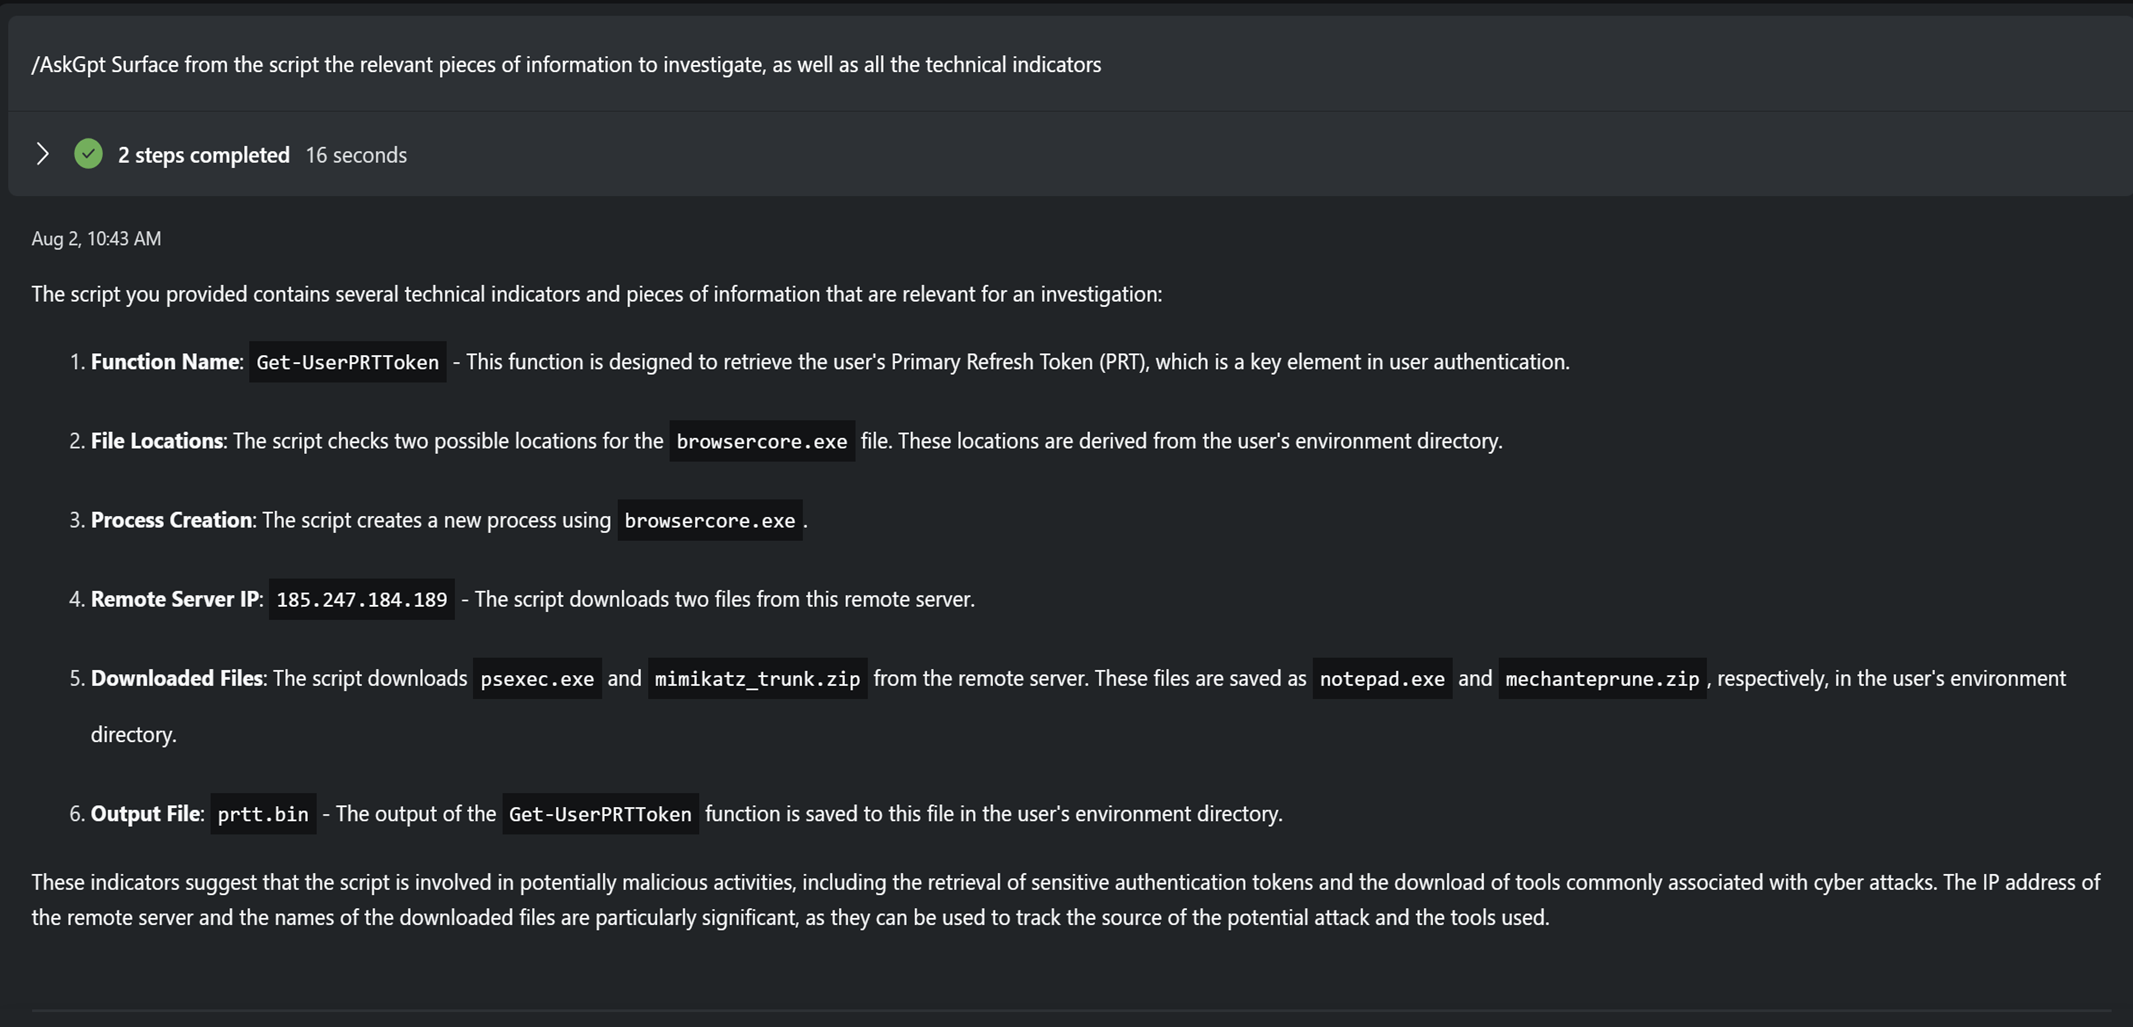 /AskGpt Surface from the script the relevant pieces of information to investigate, as well as all the technical indicators
2 steps completed 16 seconds
Aug 2, 10:43 AM
The script you provided contains several technical indicators and pieces of information that are relevant for an investigation:
1. Function Name: Get-UserPRTToken - This function is designed to retrieve the user's Primary Refresh Token (PRT), which is a key element in user authentication.
2. File Locations: The script checks two possible locations for the browsercore.exe file. These locations are derived from the user's environment directory.
3. Process Creation: The script creates a new process using browsercore.exe .
4. Remote Server IP: 185.247.184.189 - The script downloads two files from this remote server.
5. Downloaded Files: The script downloads psexec.exe and mimikatz_trunk.zip from the remote server. These files are saved as notepad.exe and mechanteprune.zip , respectively, in the user's environment
directory.
6. Output File: prtt.bin - The output of the Get-UserPRTToken function is saved to this file in the user's environment directory.
These indicators suggest that the script is involved in potentially malicious activities, including the retrieval of sensitive authentication tokens and the download of tools commonly associated with cyber attacks. The IP address of
the remote server and the names of the downloaded files are particularly significant, as they can be used to track the source of the potential attack and the tools used.